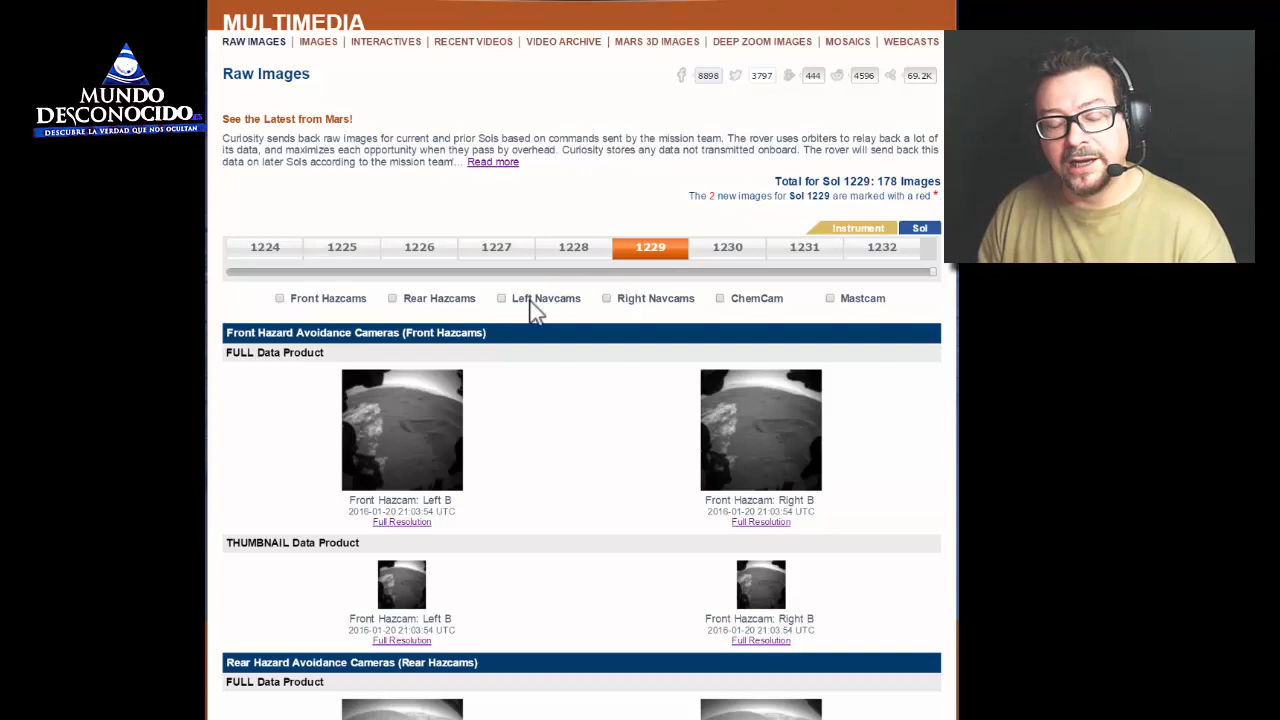 MULTIMEDIA
RAW IMAGES | IMAGES | INTERACTIVES | RECENT VIDEOS | VIDEO ARCHIVE | MARS 3D IMAGES | DEEP ZOOM IMAGES | MOSAICS | WEBCASTS
MUNDO
DESCONOCIDO.ES
DESCUBRE LA VERDAD QUE NOS OCULTAN
Raw Images
8898 3797 444 4596 69.2K
See the Latest from Mars!
Curiosity sends back raw images for current and prior Sols based on commands sent by the mission team. The rover uses orbiters to relay back a lot of
its data, and maximizes each opportunity when they pass by overhead. Curiosity stores any data not transmitted onboard. The rover will send back this
data on later Sols according to the mission team'... Read more
Total for Sol 1229: 178 Images
The 2 new images for Sol 1229 are marked with a red *
Instrument Sol
1224 1225 1226 1227 1228 1229 1230 1231 1232
Front Hazcams Rear Hazcams Left Navcams Right Navcams ChemCam Mastcam
Front Hazard Avoidance Cameras (Front Hazcams)
FULL Data Product
Front Hazcam: Left B Front Hazcam: Right B
2016-01-20 21:03:54 UTC 2016-01-20 21:03:54 UTC
Full Resolution Full Resolution
THUMBNAIL Data Product
Front Hazcam: Left B Front Hazcam: Right B
2016-01-20 21:03:54 UTC 2016-01-20 21:03:54 UTC
Full Resolution Full Resolution
Rear Hazard Avoidance Cameras (Rear Hazcams)
FULL Data Product